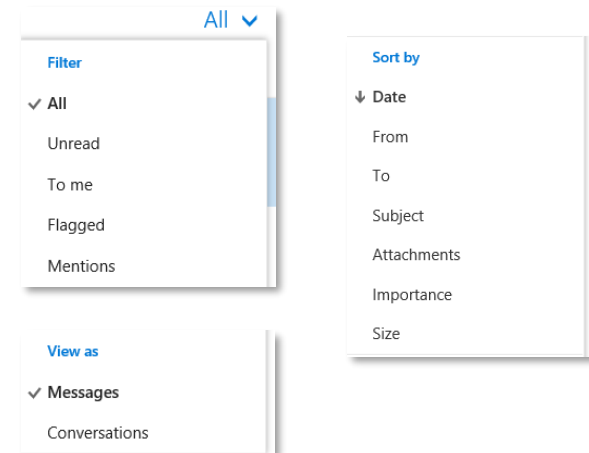 All
Filter
All
Unread
To me
Flagged
Mentions
View as
Messages
Conversations
Sort by
Date
From
To
Subject
Attachments
Importance
Size